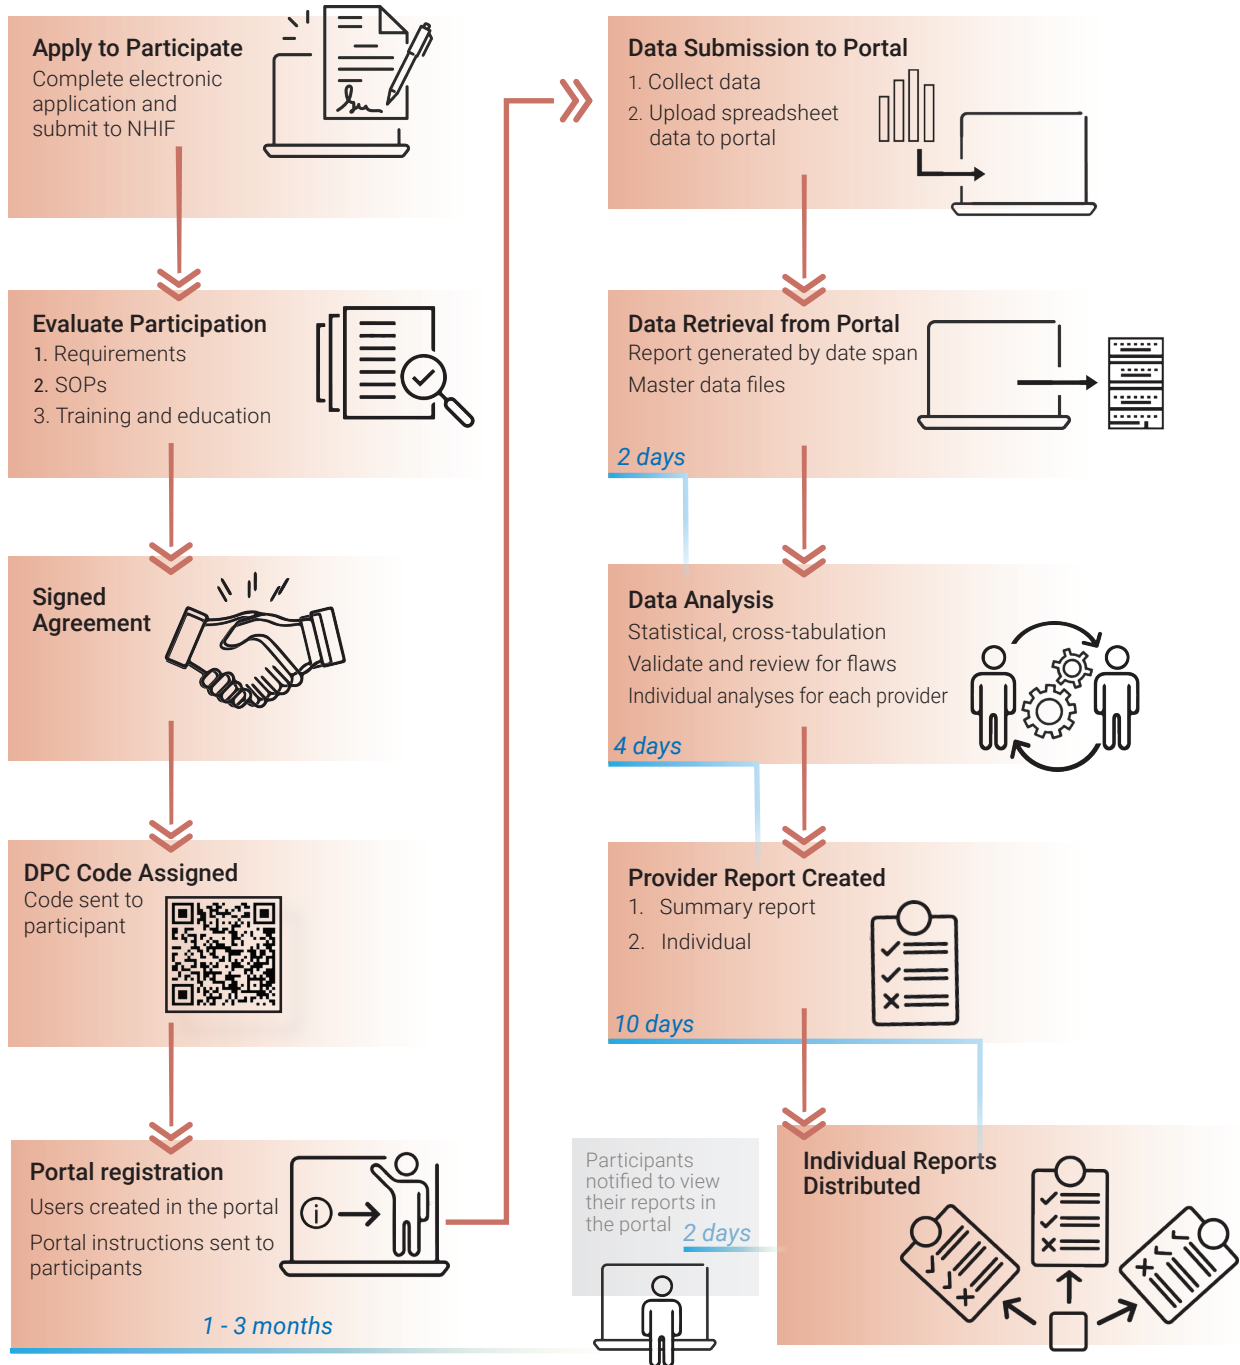 Apply to Participate
Complete electronic
application and
submit to NHIF
Evaluate Participation
1. Requirements
2. SOPs
3. Training and education
Signed
Agreement
DPC Code Assigned
Code sent to
participant
Portal registration
Users created in the portal
Portal instructions sent to
participants
1 - 3 months
Data Submission to Portal
1. Collect data
2. Upload spreadsheet
data to portal
Data Retrieval from Portal
Report generated by date span
Master data files
2 days
Data Analysis
Statistical, cross-tabulation
Validate and review for flaws
Individual analyses for each provider
4 days
Provider Report Created
1. Summary report
2. Individual
10 days
Individual Reports
Distributed
Participants
notified to view
their reports in
the portal
2 days